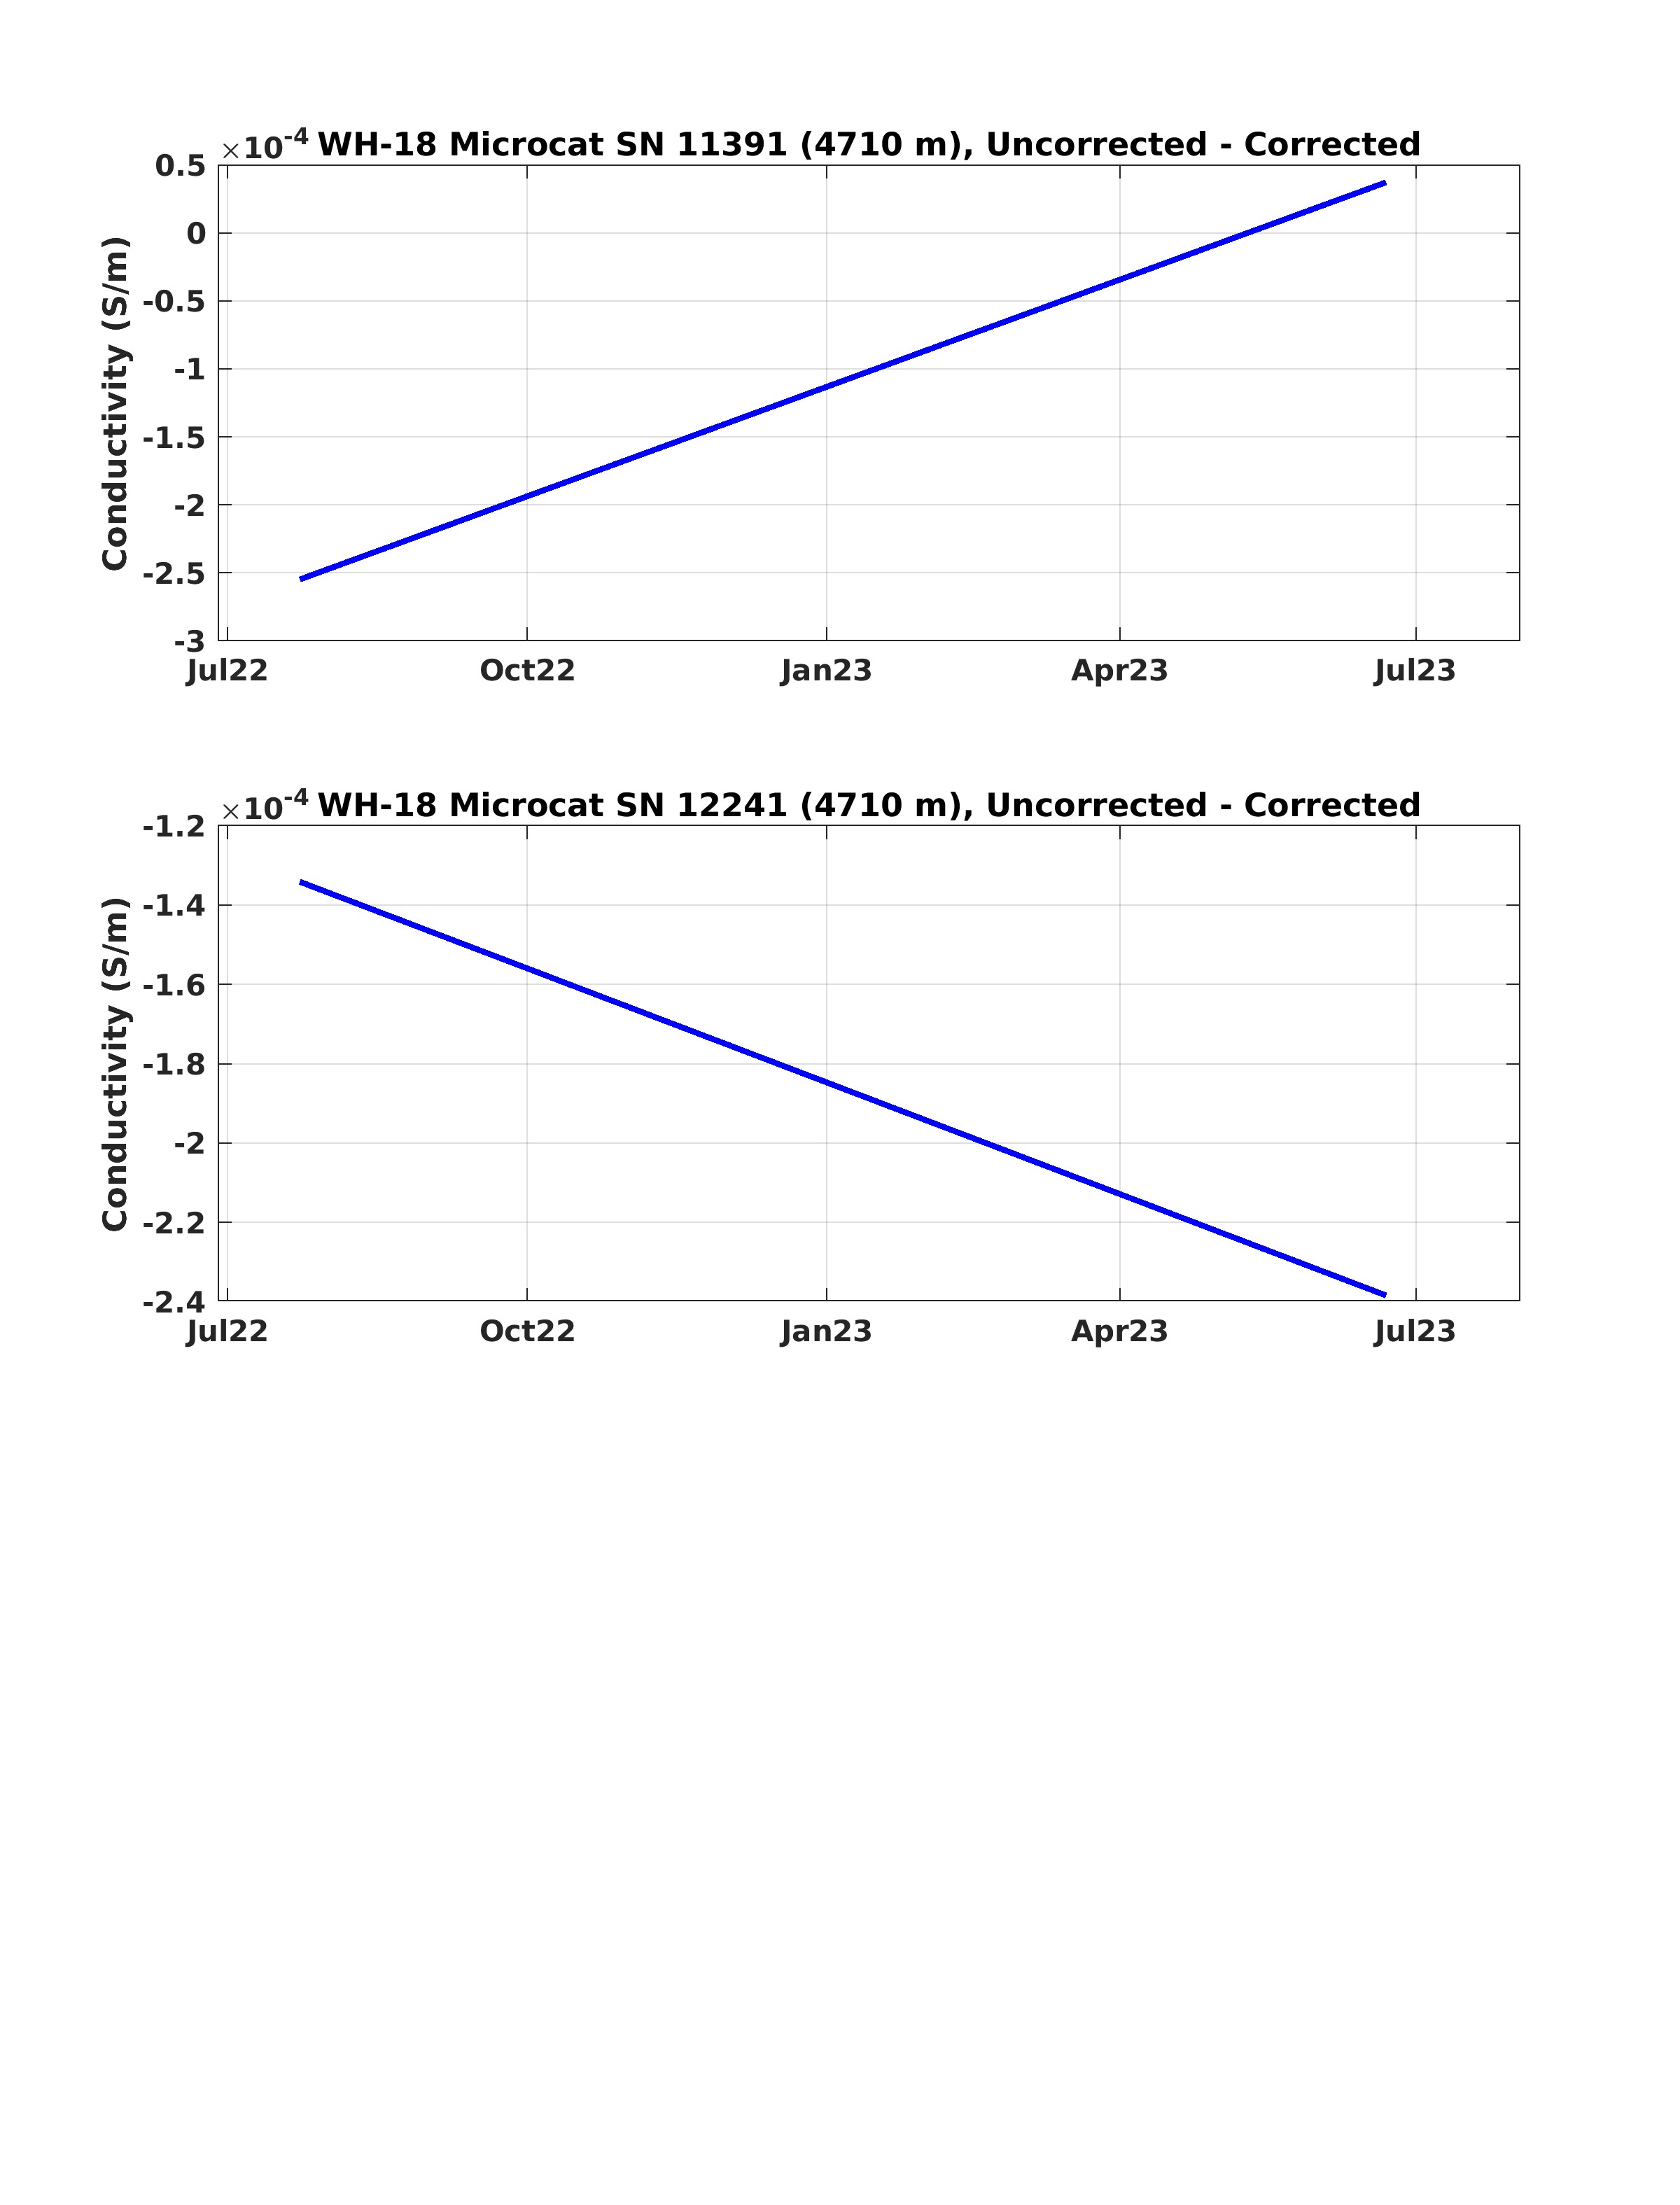 ×10-4 WH-18 Microcat SN 11391 (4710 m), Uncorrected - Corrected
Conductivity (S/m)
0.5
0
-0.5
-1
-1.5
-2
-2.5
-3
Jul22 Oct22 Jan23 Apr23 Jul23
×10-4 WH-18 Microcat SN 12241 (4710 m), Uncorrected - Corrected
Conductivity (S/m)
-1.2
-1.4
-1.6
-1.8
-2
-2.2
-2.4
Jul22 Oct22 Jan23 Apr23 Jul23